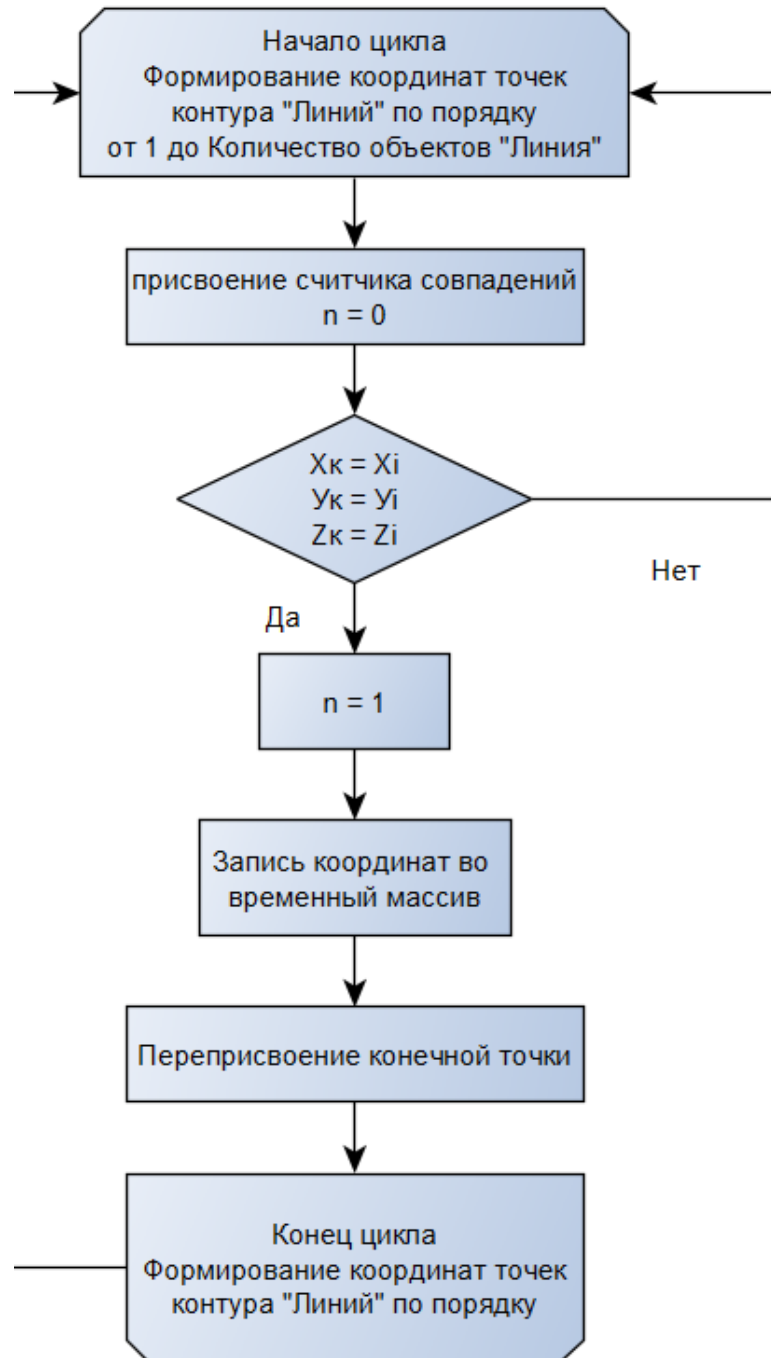 Начало цикла
Формирование координат точек
контура "Линий" по порядку
от 1 до Количество объектов "Линия"
присвоение считчика совпадений
n = 0
Xк = Xi
Ук = Уi
Zк = Zi
Нет
Да
n = 1
Запись координат во
временный массив
Переприсвоение конечной точки
Конец цикла
Формирование координат точек
контура "Линий" по порядку